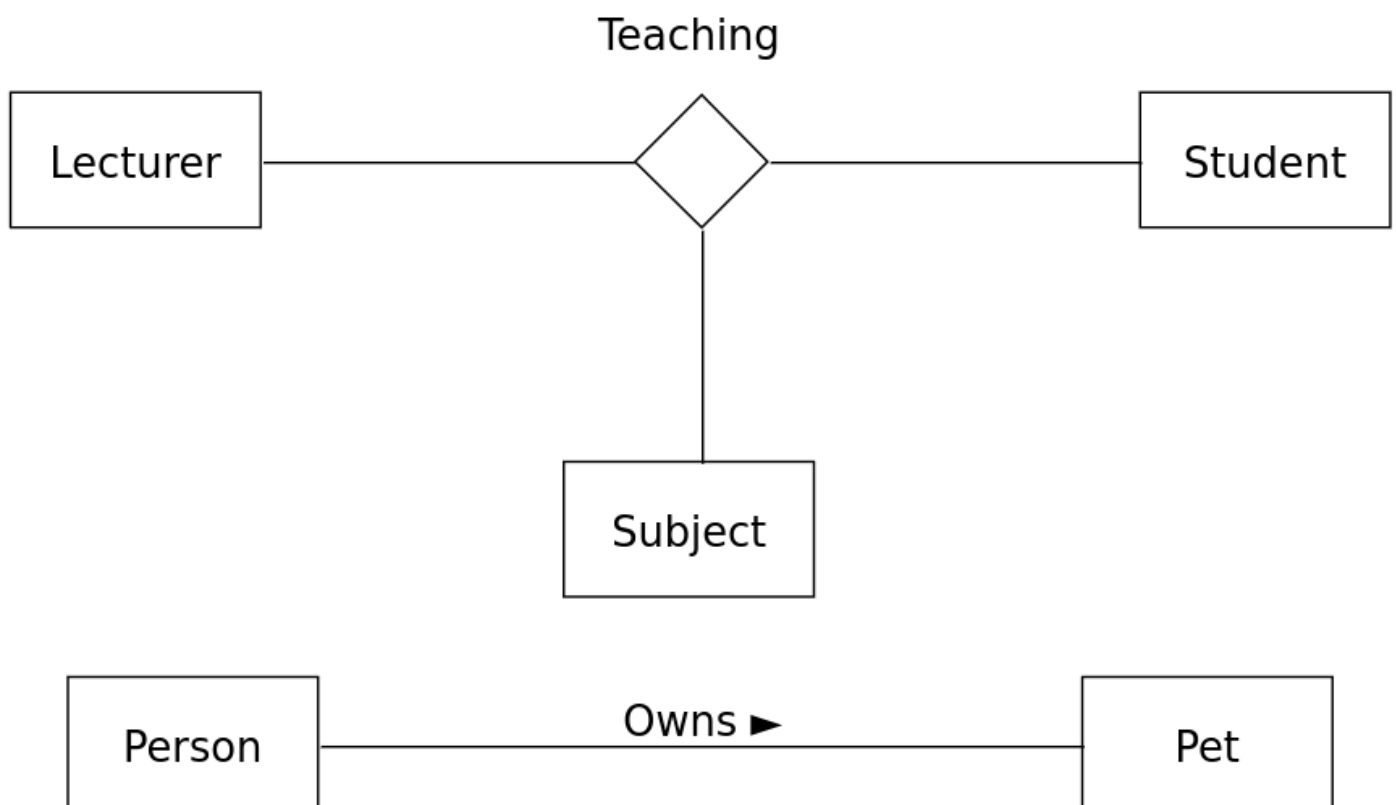 Teaching
Lecturer
Student
Subject
Person
Owns ►
Pet